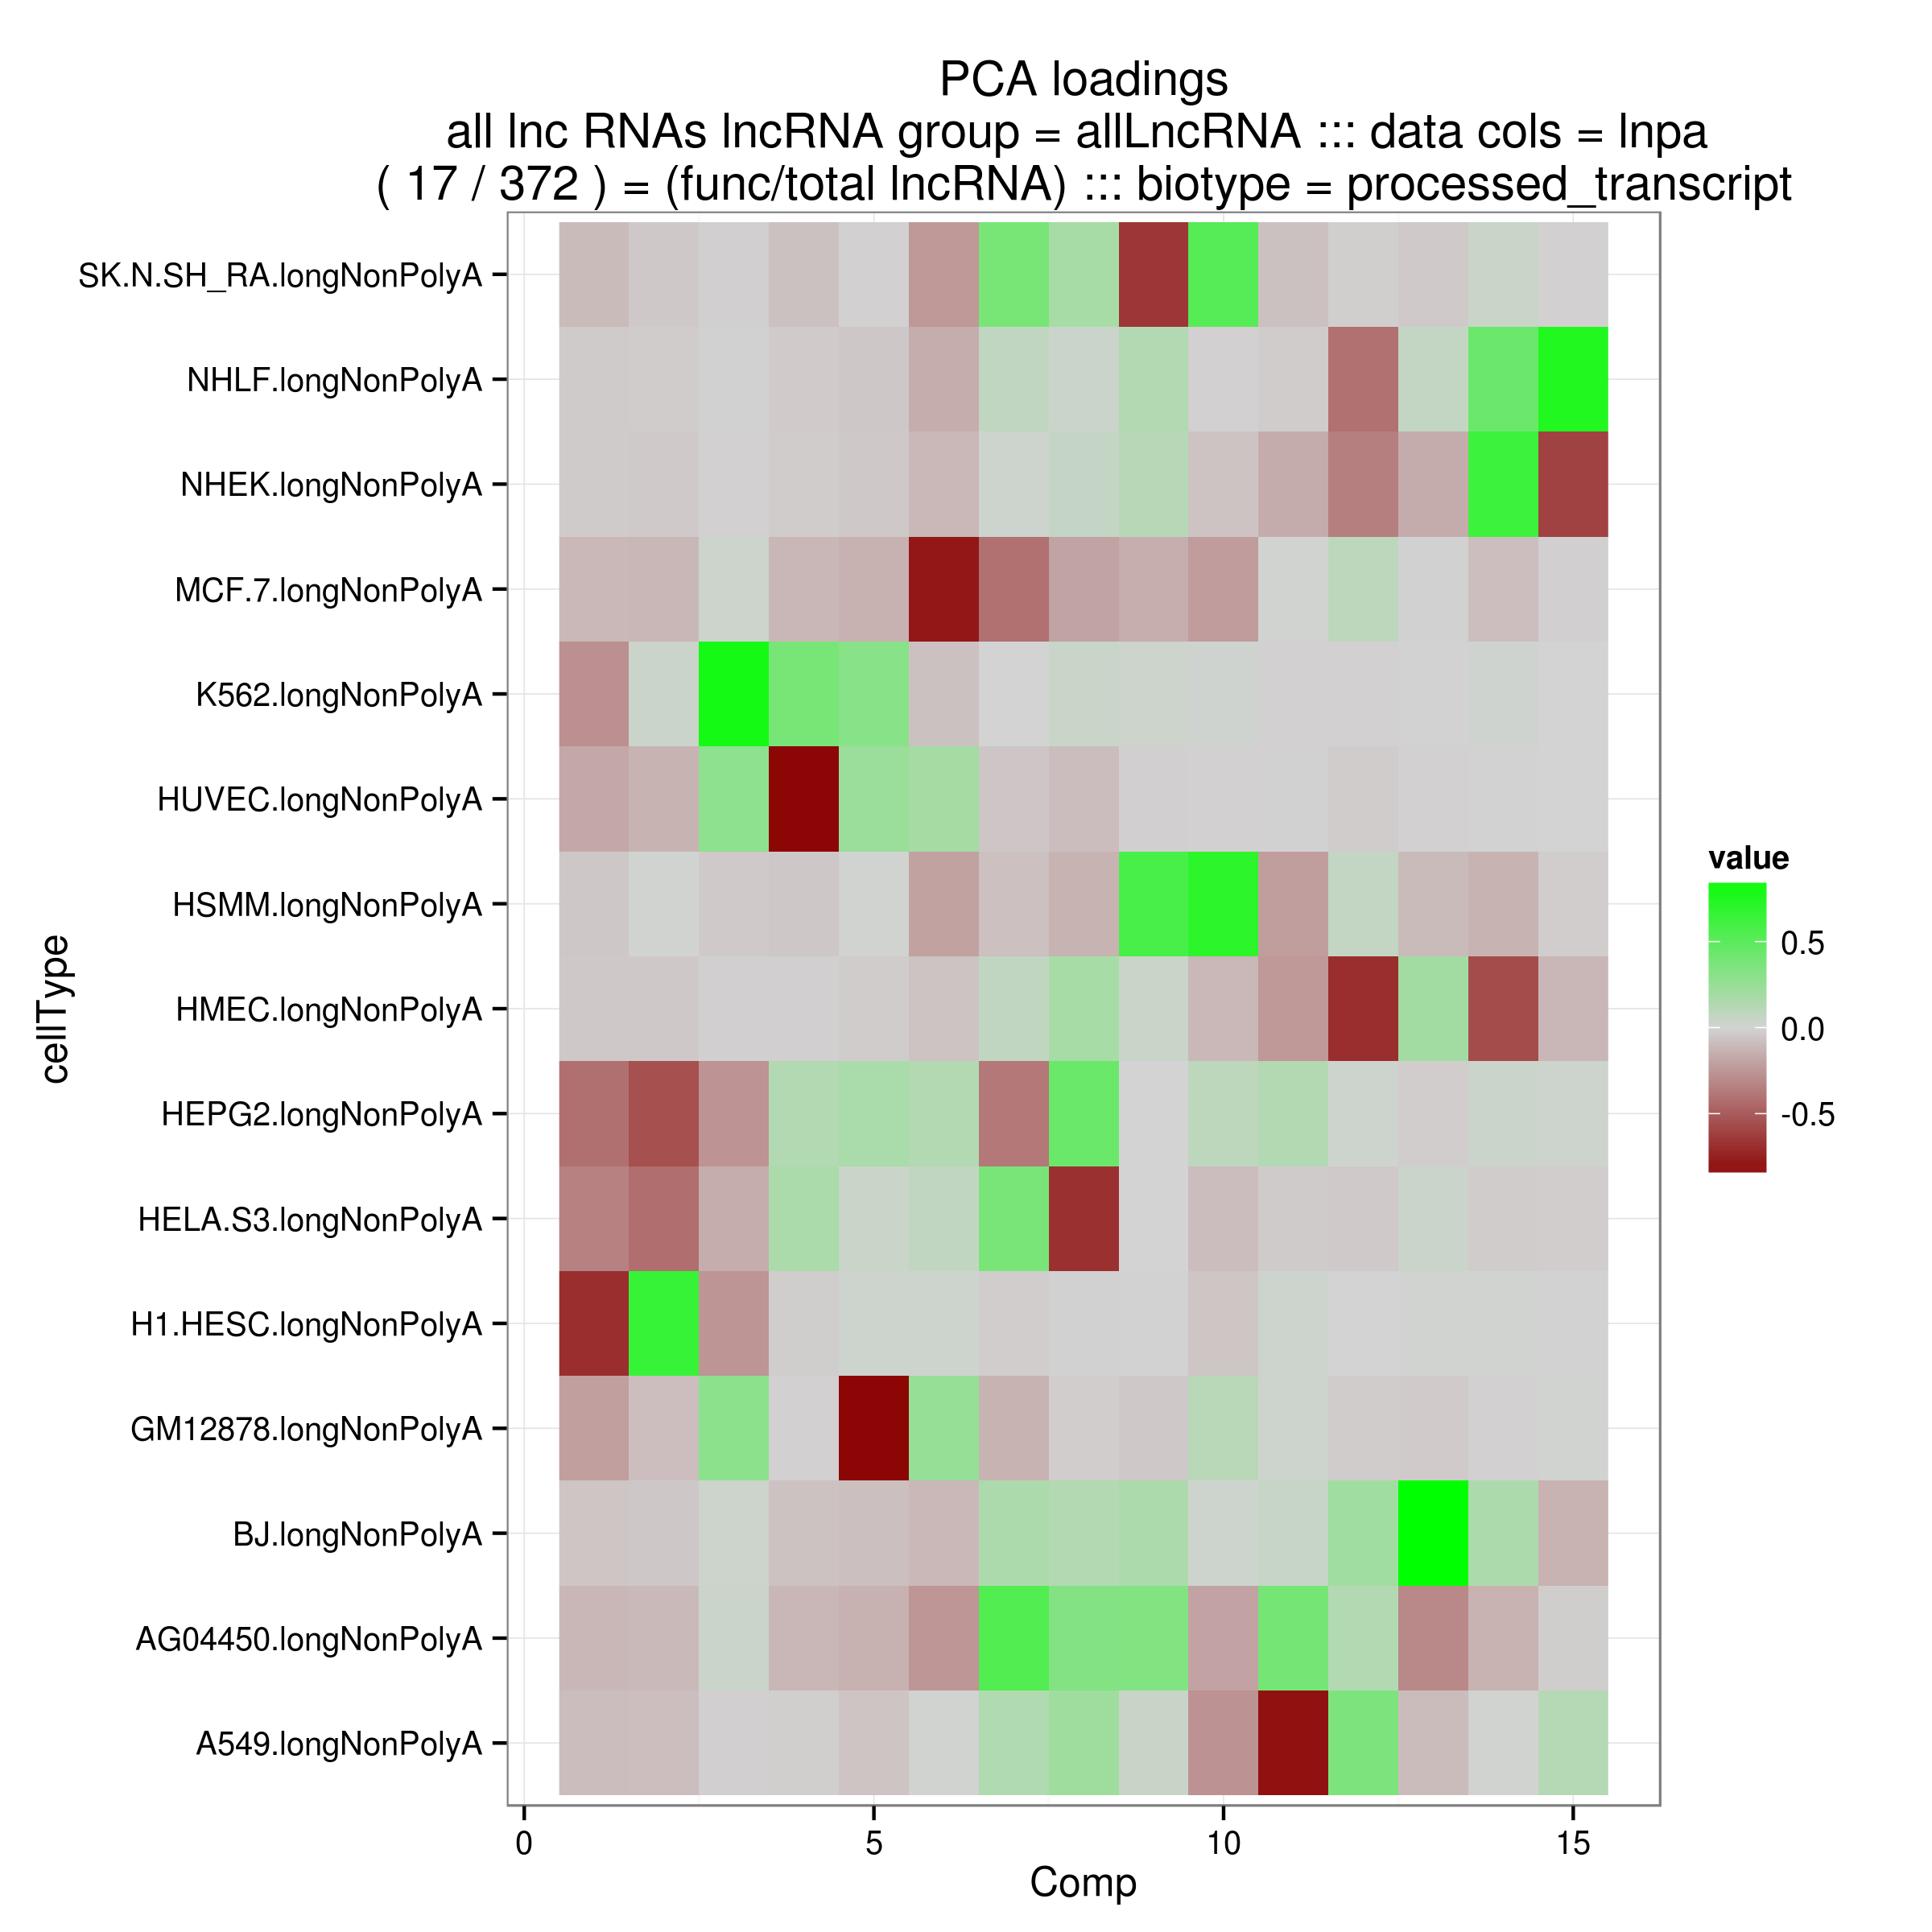 PCA loadings
all lnc RNAs lncRNA group = allLncRNA ::: data cols = lnpa
( 17 / 372 ) = (func/total lncRNA) ::: biotype = processed_transcript
cellType
SK.N.SH_RA.longNonPolyA
NHLF.longNonPolyA
NHEK.longNonPolyA
MCF.7.longNonPolyA
K562.longNonPolyA
HUVEC.longNonPolyA
HSMM.longNonPolyA
HMEC.longNonPolyA
HEPG2.longNonPolyA
HELA.S3.longNonPolyA
H1.HESC.longNonPolyA
GM12878.longNonPolyA
BJ.longNonPolyA
AG04450.longNonPolyA
A549.longNonPolyA
0 5 10 15
Comp
value
0.5
0.0
-0.5